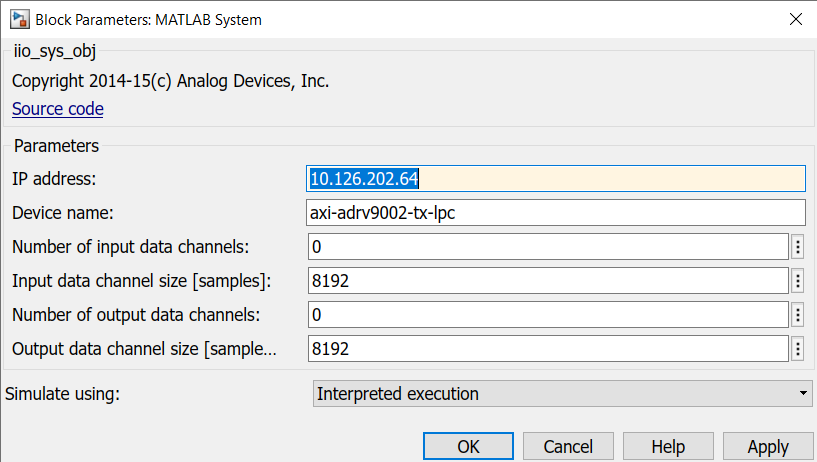 Block Parameters: MATLAB System
iio_sys_obj
Copyright 2014-15(c) Analog Devices, Inc.
Source code
Parameters
IP address: 10.126.202.64
Device name: axi-adrv9002-tx-lpc
Number of input data channels: 0
Input data channel size [samples]: 8192
Number of output data channels: 0
Output data channel size [sample... 8192
Simulate using: Interpreted execution
OK Cancel Help Apply